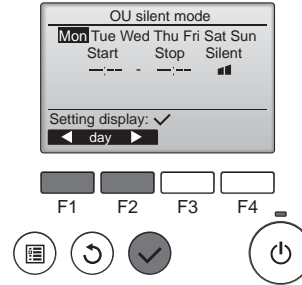 OU silent mode
Mon Tue Wed Thu Fri Sat Sun
Start Stop Silent
--:-- - --:--
Setting display: ✓
◀ day ▶
F1 F2 F3 F4